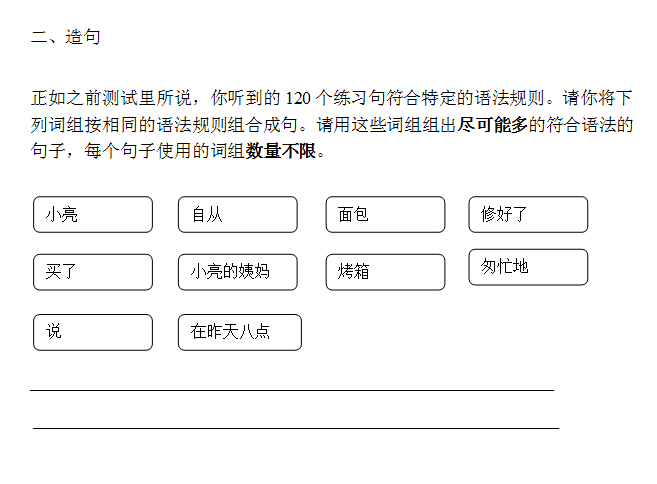 二、造句
正如之前测试里所说，你听到的 120 个练习句符合特定的语法规则。请你将下
列词组按相同的语法规则组合成句。请用这些词组组出尽可能多的符合语法的
句子，每个句子使用的词组数量不限。
小亮 自从 面包 修好了
买了 小亮的姨妈 烤箱 匆忙地
说 在昨天八点